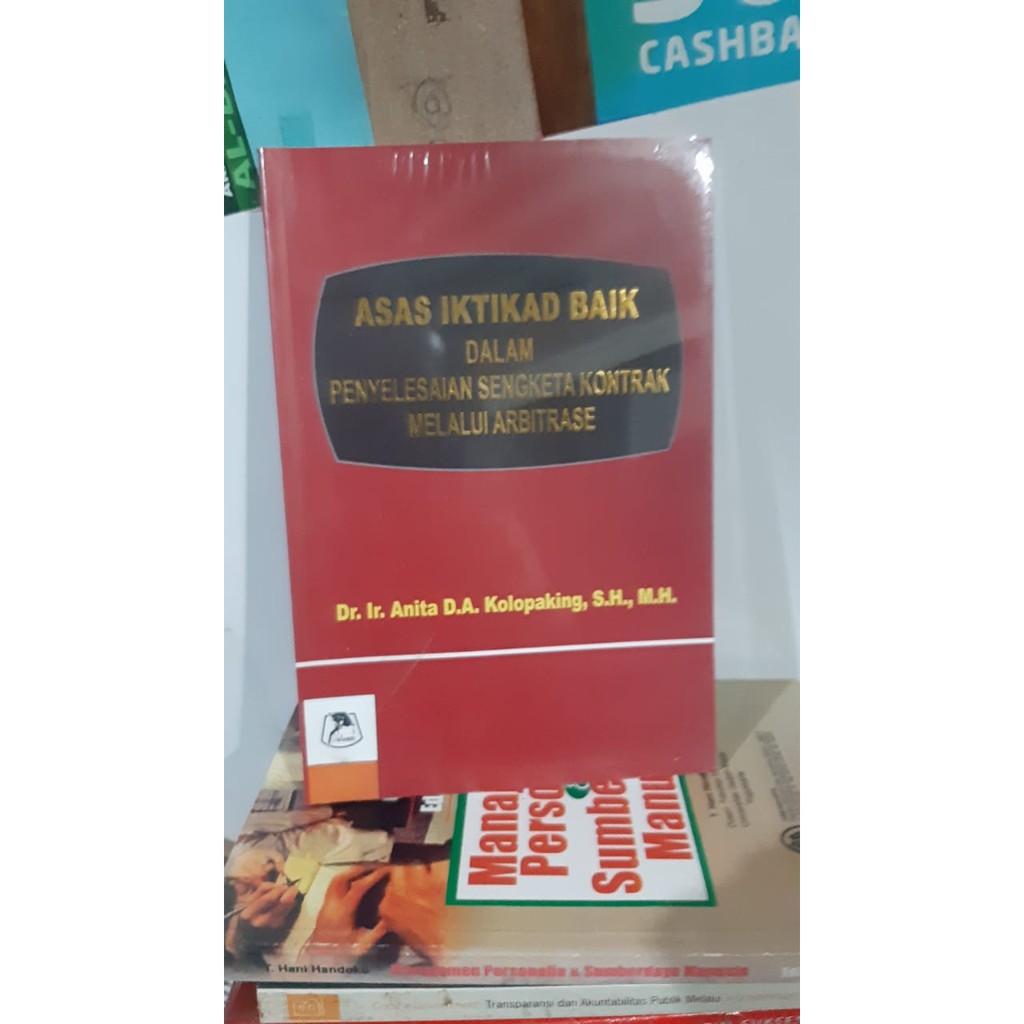 CASHBA
AL-
ASAS IKTIKAD BAIK
DALAM
PENYELESAIAN SENGKETA KONTRAK
MELALUI ARBITRASE
Dr. Ir. Anita D.A. Kolopaking, S.H., M.H.
Mana
Perso
Sumbe
Manu
T. Hani Handoko
Manajemen Personalia & Sumberdaya Manusia
Transparansi dan Akuntabilitas Publik Melalui